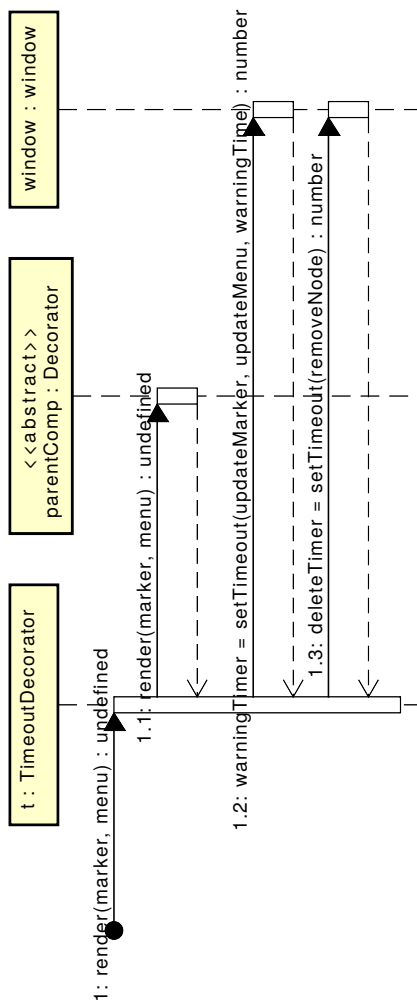 t : TimeoutDecorator
<<abstract>>
parentComp : Decorator
window : window
1: render(marker, menu) : undefined
1.1: render(marker, menu) : undefined
1.2: warningTimer = setTimeout(updateMarker, updateMenu, warningTime) : number
1.3: deleteTimer = setTimeout(removeNode) : number